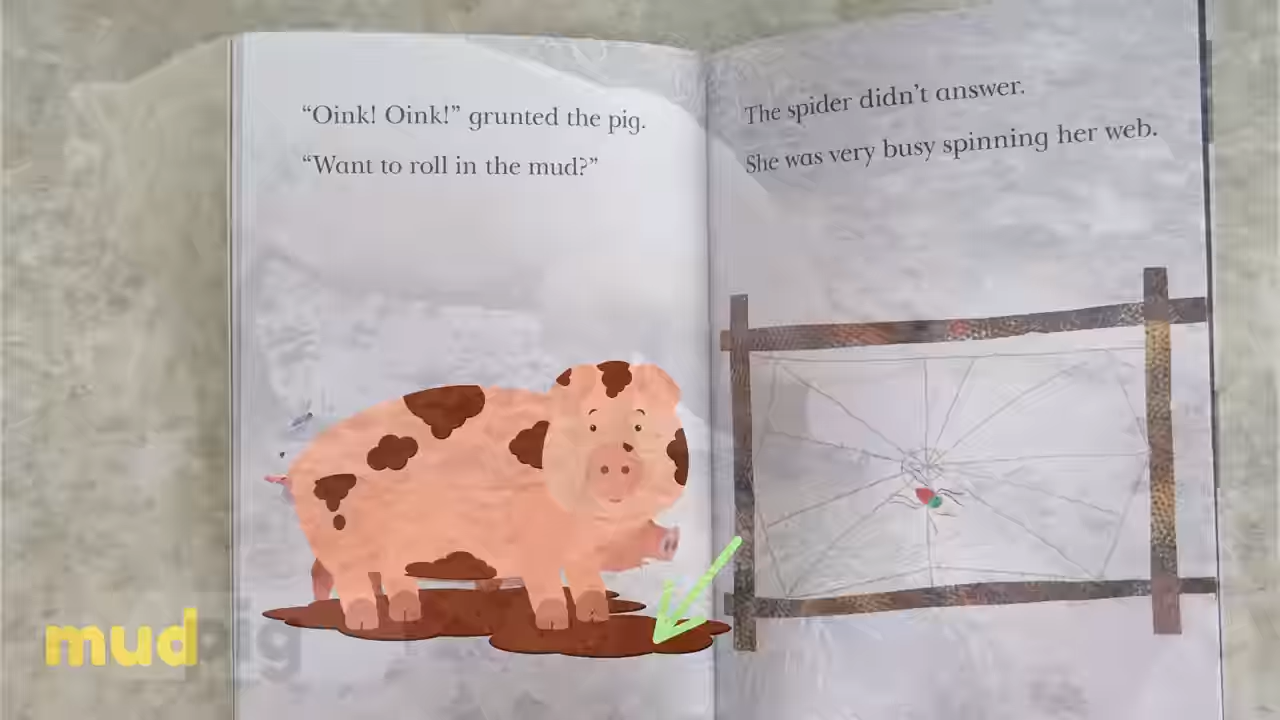 “Oink! Oink!” grunted the pig.
“Want to roll in the mud?”
The spider didn’t answer.
She was very busy spinning her web.
mud
pig